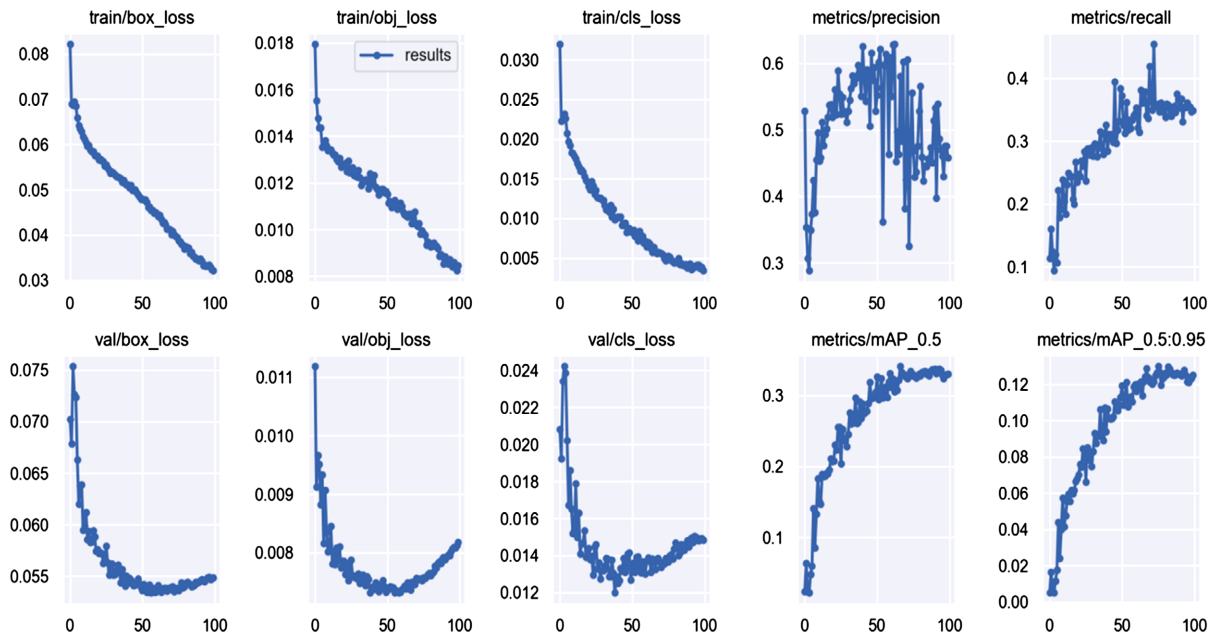 train/box_loss
train/obj_loss
train/cls_loss
metrics/precision
metrics/recall
0.08
0.07
0.06
0.05
0.04
0.03
0 50 100
0.018
0.016
0.014
0.012
0.010
0.008
results
0 50 100
0.030
0.025
0.020
0.015
0.010
0.005
0 50 100
0.6
0.5
0.4
0.3
0 50 100
0.4
0.3
0.2
0.1
0 50 100
val/box_loss
val/obj_loss
val/cls_loss
metrics/mAP_0.5
metrics/mAP_0.5:0.95
0.075
0.070
0.065
0.060
0.055
0 50 100
0.011
0.010
0.009
0.008
0 50 100
0.024
0.022
0.020
0.018
0.016
0.014
0.012
0 50 100
0.3
0.2
0.1
0 50 100
0.12
0.10
0.08
0.06
0.04
0.02
0.00
0 50 100